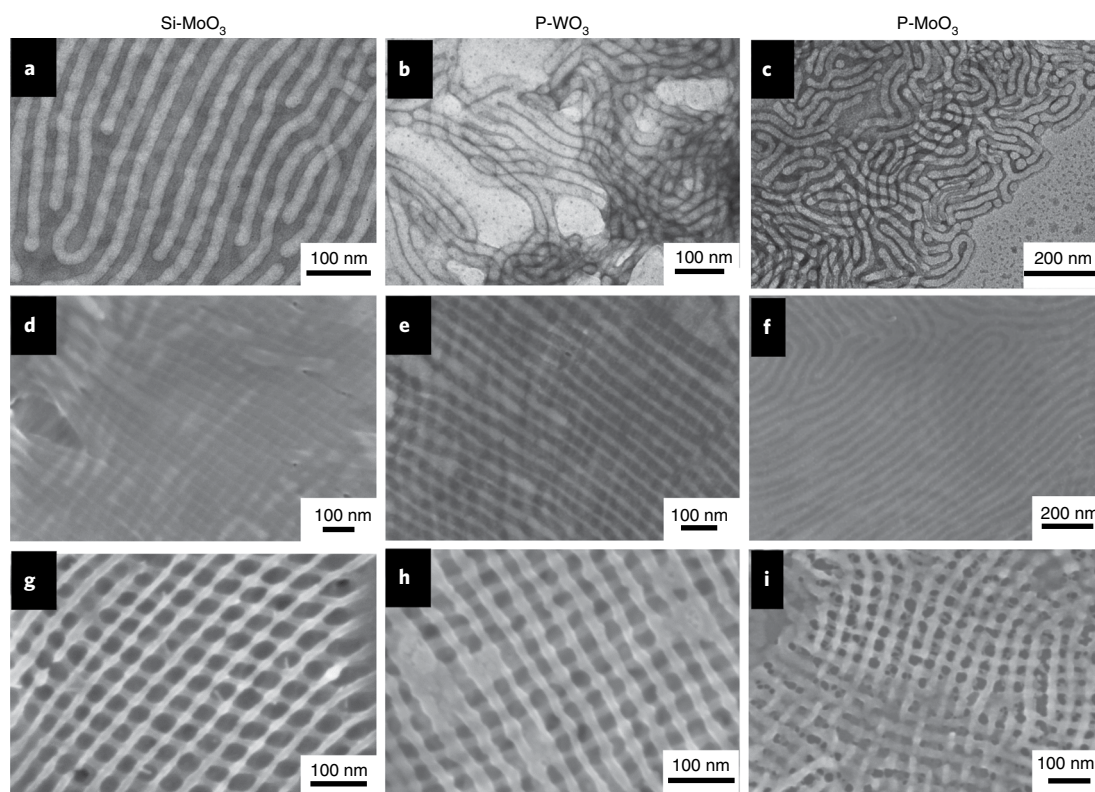 Si-MoO₃ P-WO₃ P-MoO₃
a b c
100 nm 100 nm 200 nm
d e f
100 nm 100 nm 200 nm
g h i
100 nm 100 nm 100 nm